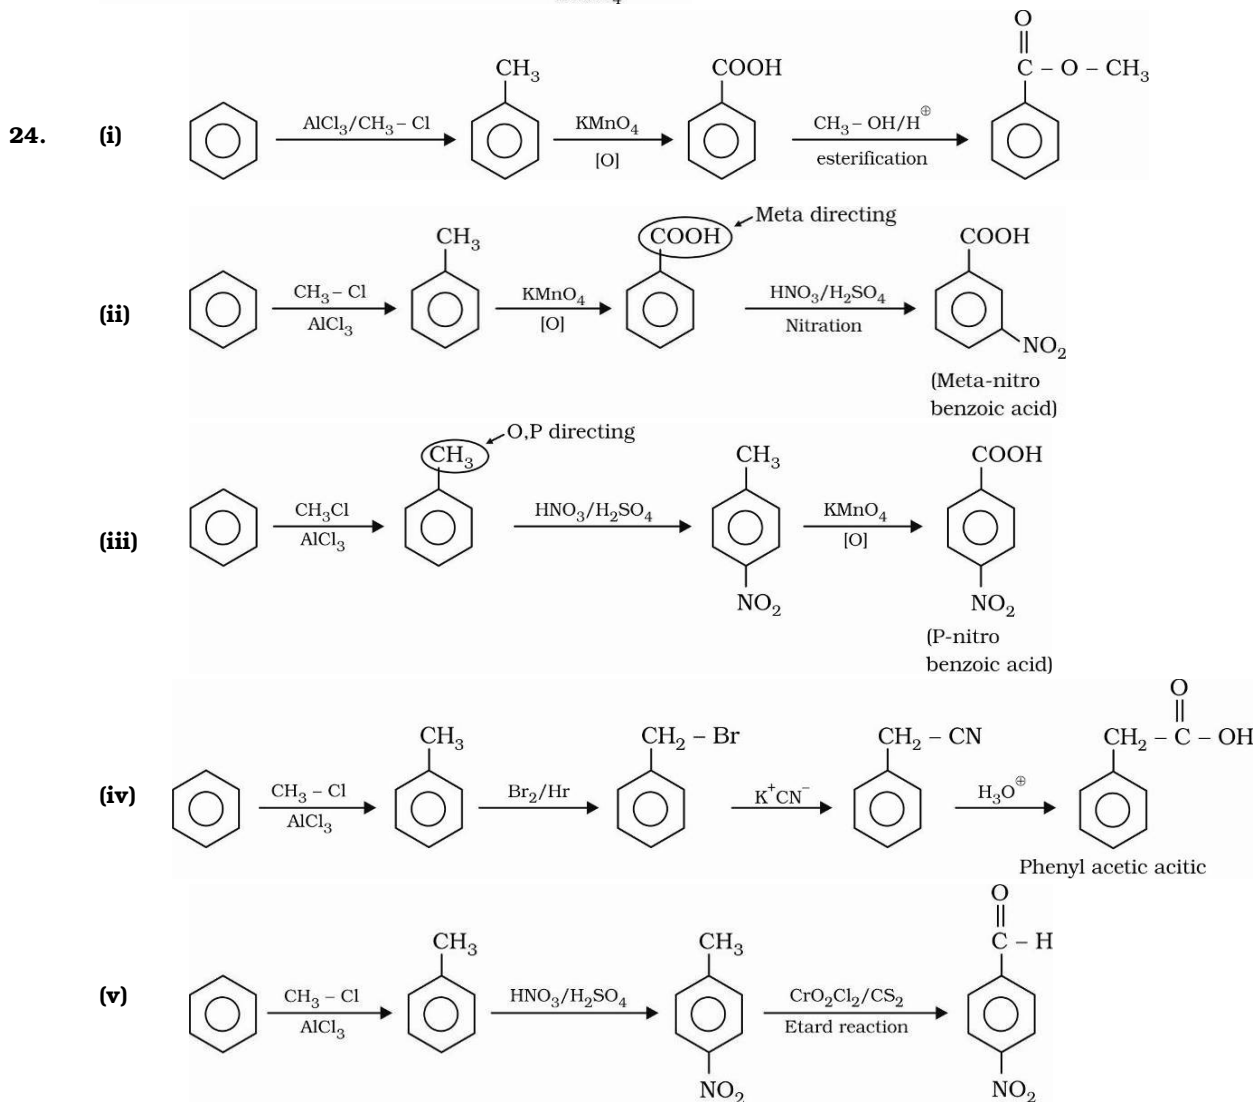 24. (i)
CH₃
COOH
O
C – O – CH₃
AlCl₃/CH₃ – Cl
KMnO₄
[O]
CH₃ – OH/H⊕
esterification
(ii)
CH₃
COOH
Meta directing
COOH
CH₃ – Cl
AlCl₃
KMnO₄
[O]
HNO₃/H₂SO₄
Nitration
NO₂
(Meta-nitro
benzoic acid)
(iii)
CH₃
O,P directing
CH₃
COOH
CH₃Cl
AlCl₃
HNO₃/H₂SO₄
KMnO₄
[O]
NO₂
NO₂
(P-nitro
benzoic acid)
(iv)
CH₃
CH₂ – Br
CH₂ – CN
O
CH₂ – C – OH
CH₃ – Cl
AlCl₃
Br₂/Hr
K⁺CN⁻
H₃O⊕
Phenyl acetic acitic
(v)
CH₃
CH₃
O
C – H
CH₃ – Cl
AlCl₃
HNO₃/H₂SO₄
CrO₂Cl₂/CS₂
Etard reaction
NO₂
NO₂